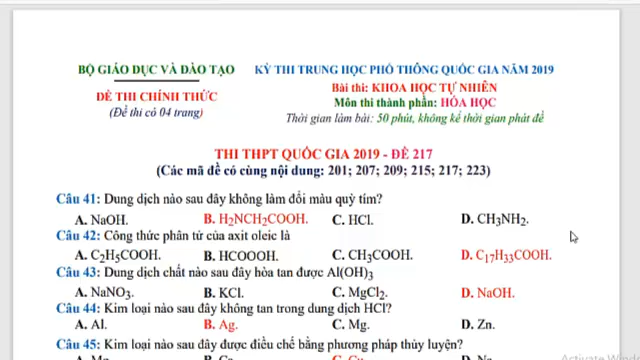 BỘ GIÁO DỤC VÀ ĐÀO TẠO KỲ THI TRUNG HỌC PHỔ THÔNG QUỐC GIA NĂM 2019
ĐỀ THI CHÍNH THỨC Bài thi: KHOA HỌC TỰ NHIÊN
(Đề thi có 04 trang) Môn thi thành phần: HÓA HỌC
Thời gian làm bài: 50 phút, không kể thời gian phát đề
THI THPT QUỐC GIA 2019 - ĐỀ 217
(Các mã đề có cùng nội dung: 201; 207; 209; 215; 217; 223)
Câu 41: Dung dịch nào sau đây không làm đổi màu quỳ tím?
A. NaOH. B. H2NCH2COOH. C. HCl. D. CH3NH2.
Câu 42: Công thức phân tử của axit oleic là
A. C2H5COOH. B. HCOOOH. C. CH3COOH. D. C17H33COOH.
Câu 43: Dung dịch chất nào sau đây hòa tan được Al(OH)3
A. NaNO3. B. KCl. C. MgCl2. D. NaOH.
Câu 44: Kim loại nào sau đây không tan trong dung dịch HCl?
A. Al. B. Ag. C. Mg. D. Zn.
Câu 45: Kim loại nào sau đây được điều chế bằng phương pháp thủy luyện?
Activate Windows